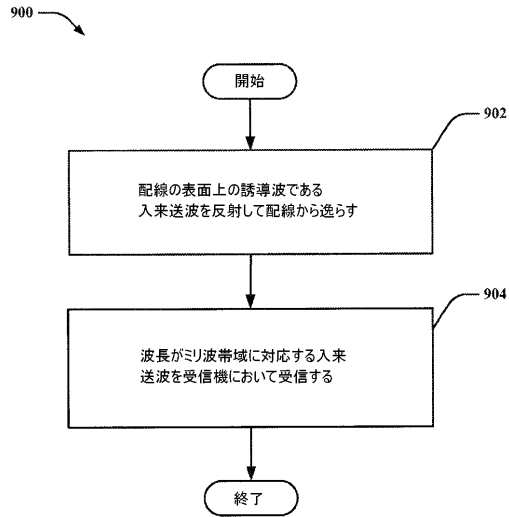 900
開始
902
配線の表面上の誘導波である
入来送波を反射して配線から逸らす
904
波長がミリ波帯域に対応する入来
送波を受信機において受信する
終了